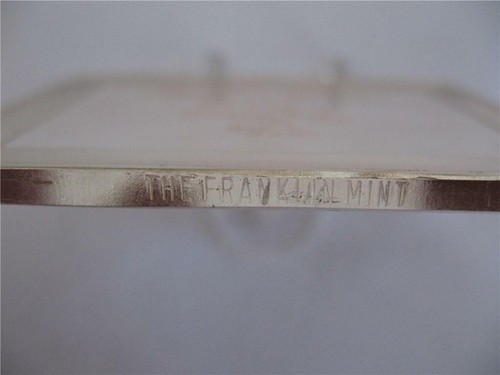 THE FRANKLIN MINT